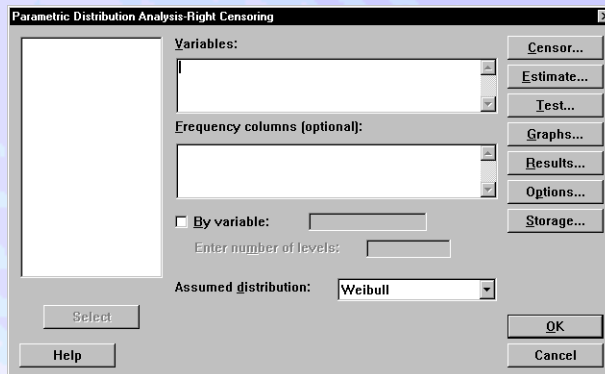 Parametric Distribution Analysis-Right Censoring
Variables:
Frequency columns (optional):
By variable:
Enter number of levels:
Assumed distribution: Weibull
Select
Help
Censor...
Estimate...
Test...
Graphs...
Results...
Options...
Storage...
OK
Cancel